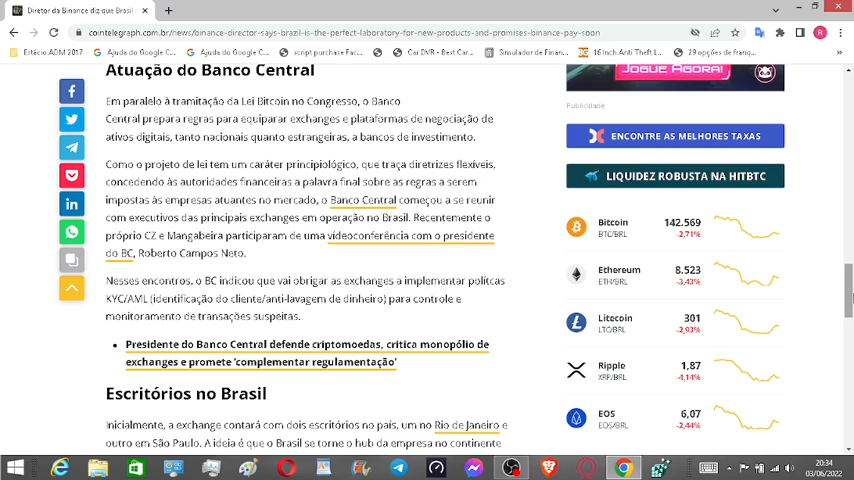 Diretor da Binance diz que Brasil
cointelegraph.com.br/news/binance-director-says-brazil-is-the-perfect-laboratory-for-new-products-and-promises-binance-pay-soon
Estácio ADM 2017
Ajuda do Google C...
Ajuda do Google C...
script purchase Fac...
Car DVR - Best Car...
Simulador de Finan...
16 Inch Anti Theft L...
29 opções de franq...
Atuação do Banco Central
Em paralelo à tramitação da Lei Bitcoin no Congresso, o Banco
Central prepara regras para equiparar exchanges e plataformas de negociação de
ativos digitais, tanto nacionais quanto estrangeiras, a bancos de investimento.
Como o projeto de lei tem um caráter principiológico, que traça diretrizes flexíveis,
concedendo às autoridades financeiras a palavra final sobre as regras a serem
impostas às empresas atuantes no mercado, o Banco Central começou a se reunir
com executivos das principais exchanges em operação no Brasil. Recentemente o
próprio CZ e Mangabeira participaram de uma vídeoconferência com o presidente
do BC, Roberto Campos Neto.
Nesses encontros, o BC indicou que vai obrigar as exchanges a implementar polítcas
KYC/AML (identificação do cliente/anti-lavagem de dinheiro) para controle e
monitoramento de transações suspeitas.
• Presidente do Banco Central defende criptomoedas, critica monopólio de
exchanges e promete 'complementar regulamentação'
Escritórios no Brasil
Inicialmente, a exchange contará com dois escritórios no país, um no Rio de Janeiro e
outro em São Paulo. A ideia é que o Brasil se torne o hub da empresa no continente
JOGUE AGORA!
Publicidade
ENCONTRE AS MELHORES TAXAS
LIQUIDEZ ROBUSTA NA HITBTC
Bitcoin 142.569
BTC/BRL -2,71%
Ethereum 8.523
ETH/BRL -3,43%
Litecoin 301
LTC/BRL -2,93%
Ripple 1,87
XRP/BRL -4,14%
EOS 6,07
EOS/BRL -2,44%
20:34
03/06/2022